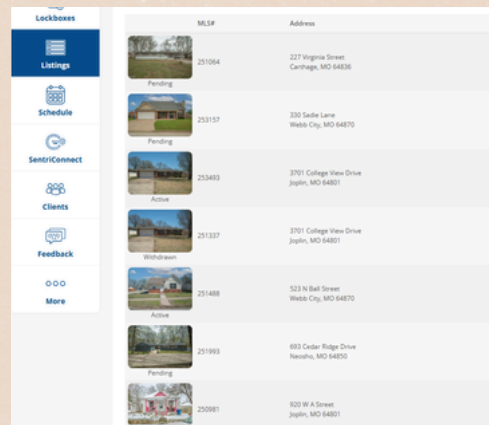 Lockboxes
Listings
Schedule
SentriConnect
Clients
Feedback
More
MLS# Address
251064
227 Virginia Street
Carthage, MO 64836
Pending
253157
330 Sadie Lane
Webb City, MO 64870
Pending
253493
3701 College View Drive
Joplin, MO 64801
Active
251337
3701 College View Drive
Joplin, MO 64801
Withdrawn
251488
523 N Ball Street
Webb City, MO 64870
Active
251993
693 Cedar Ridge Drive
Neosho, MO 64850
Pending
250981
920 W A Street
Joplin, MO 64801